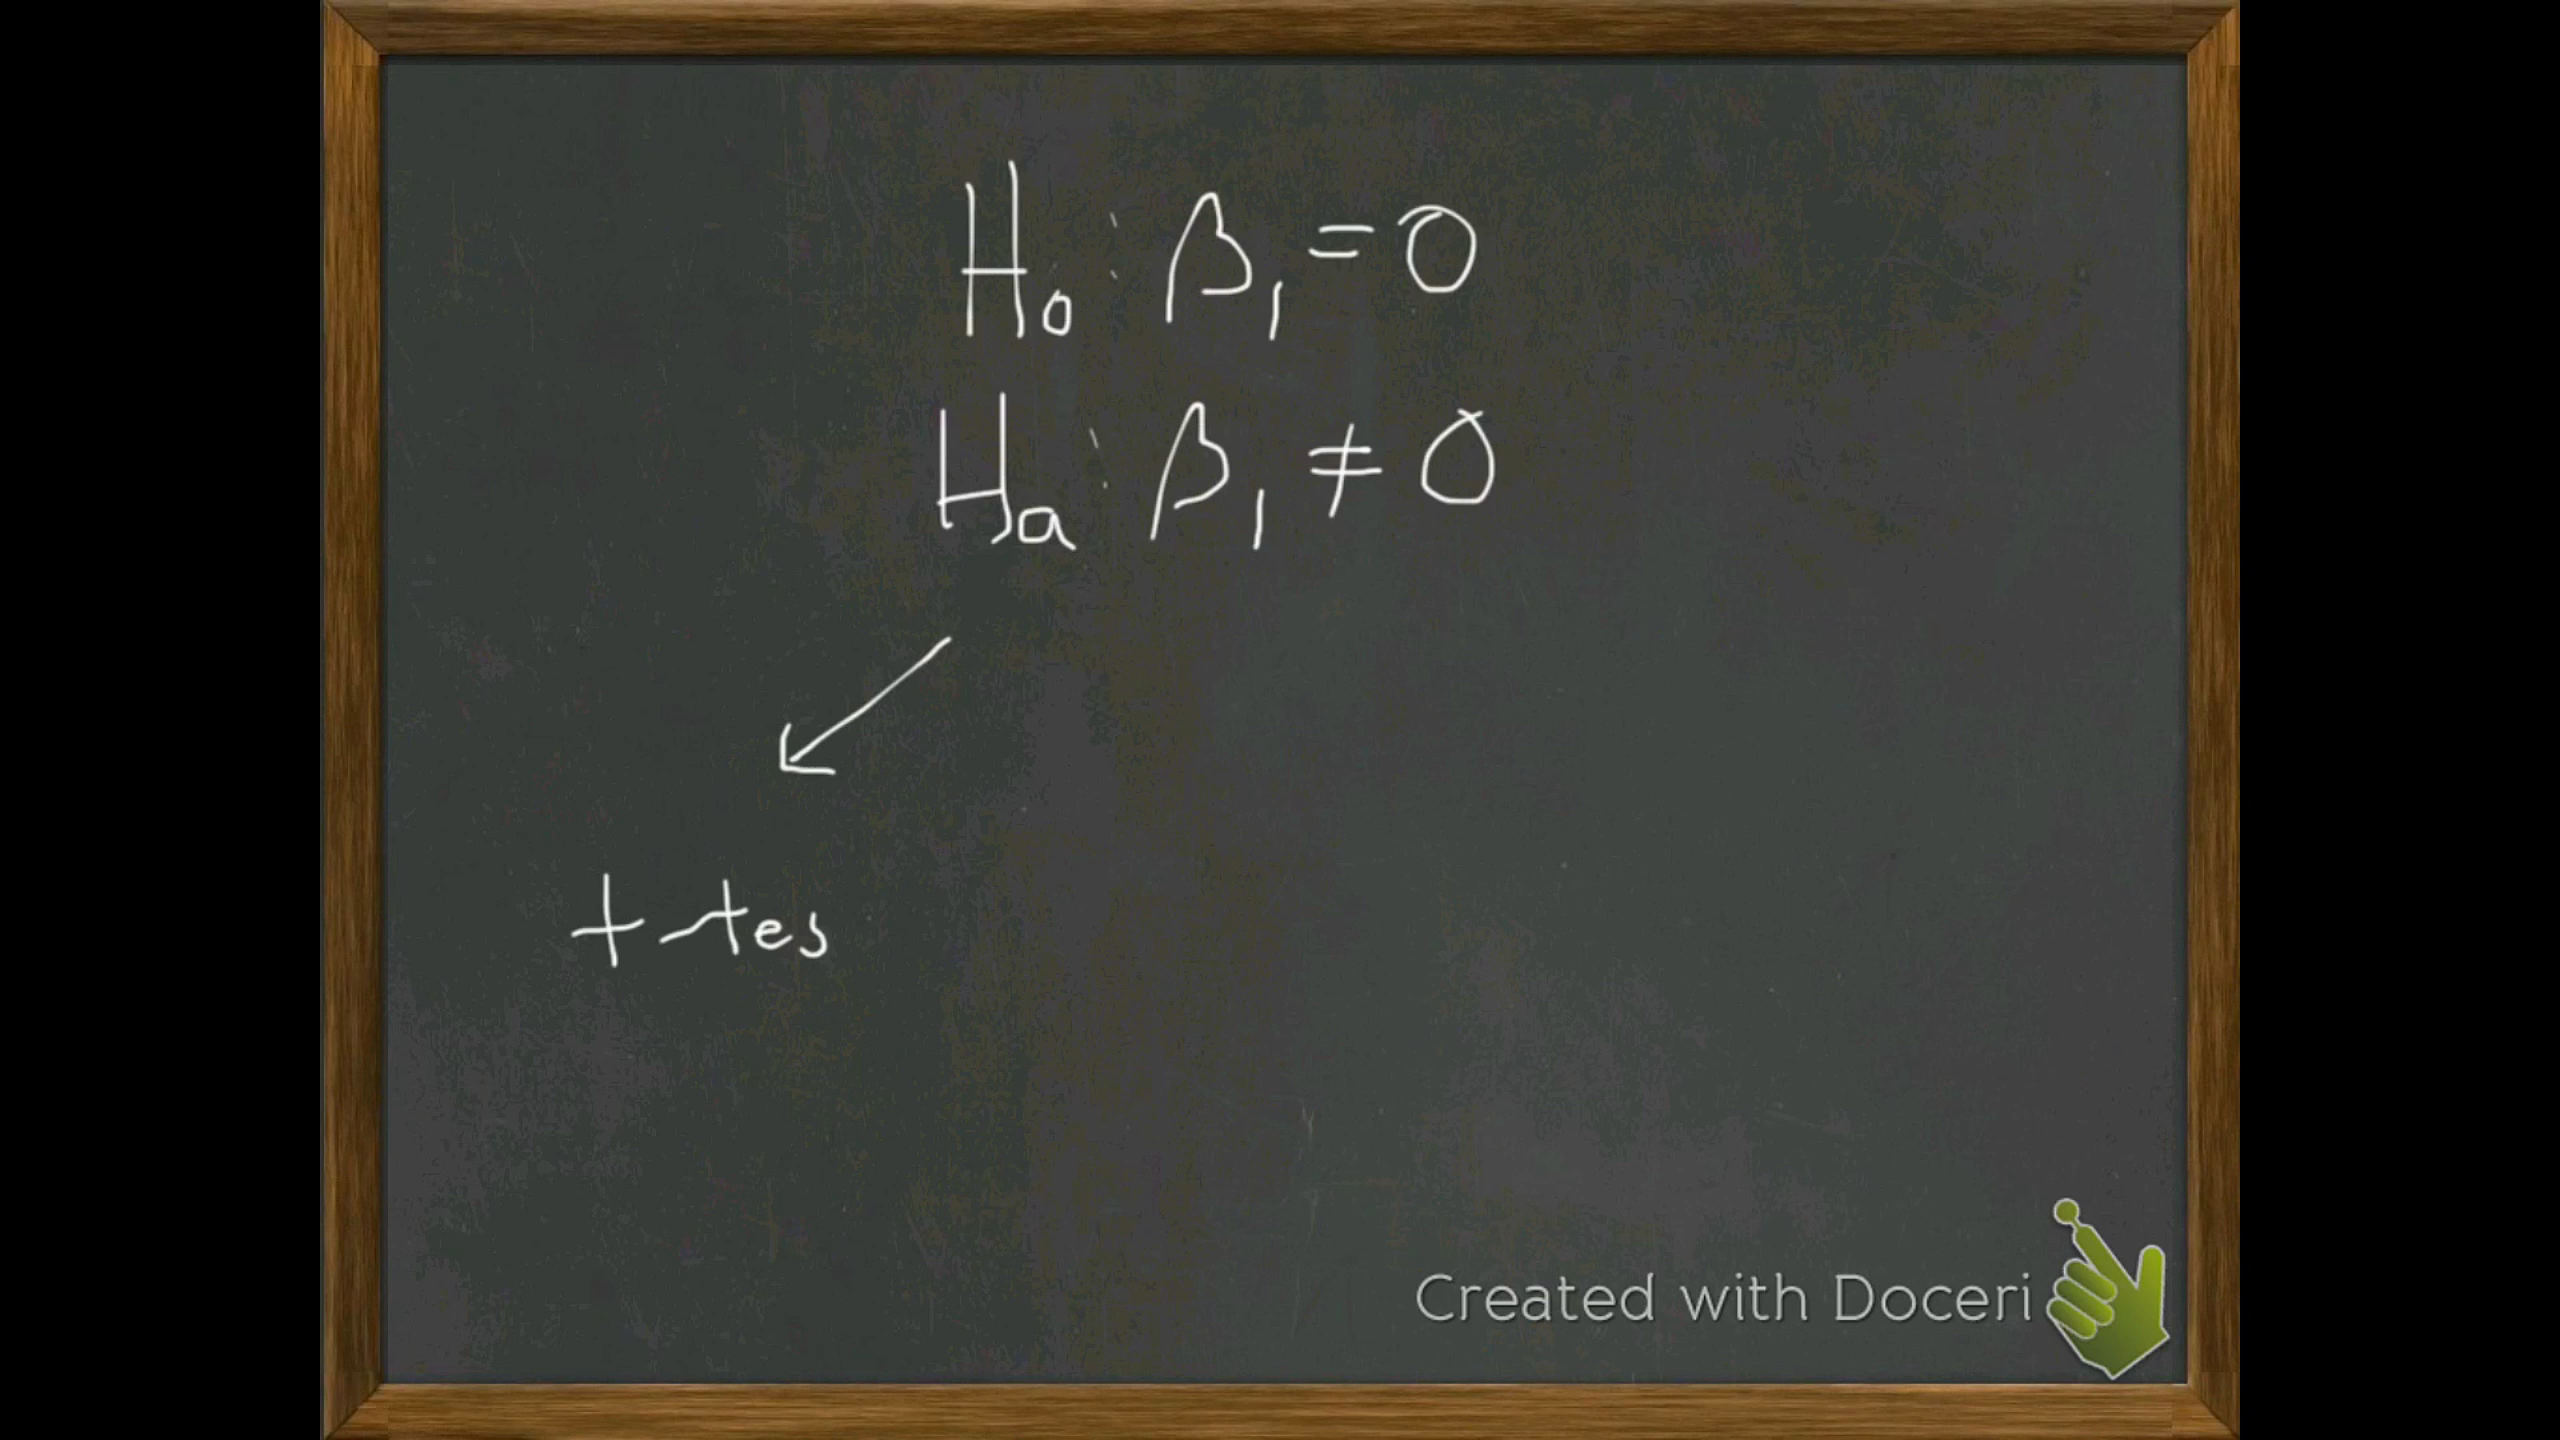 H₀ : β₁ = 0
Hₐ : β₁ ≠ 0
t-tes
Created with Doceri